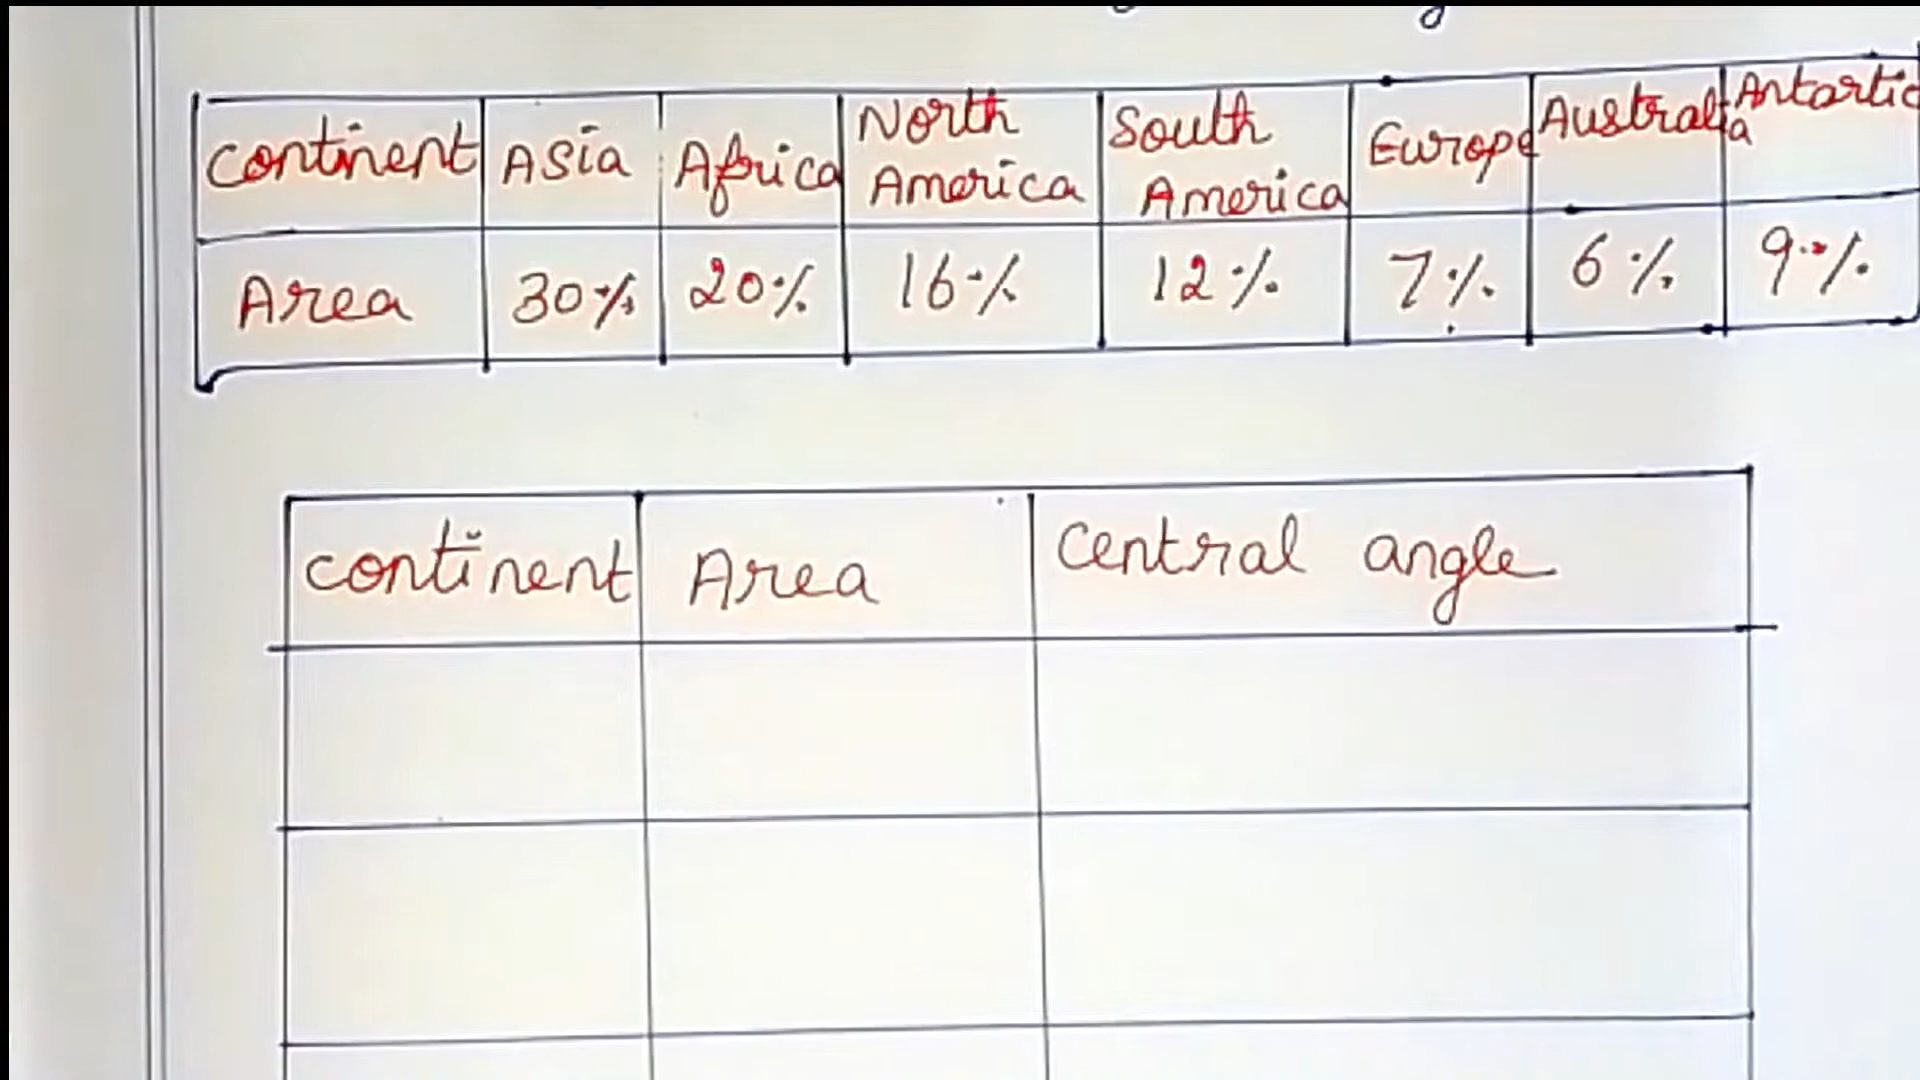 Continent Asia Africa North America South America Europe Australia Antartic
Area 30% 20% 16% 12% 7% 6% 9%
continent Area Central angle